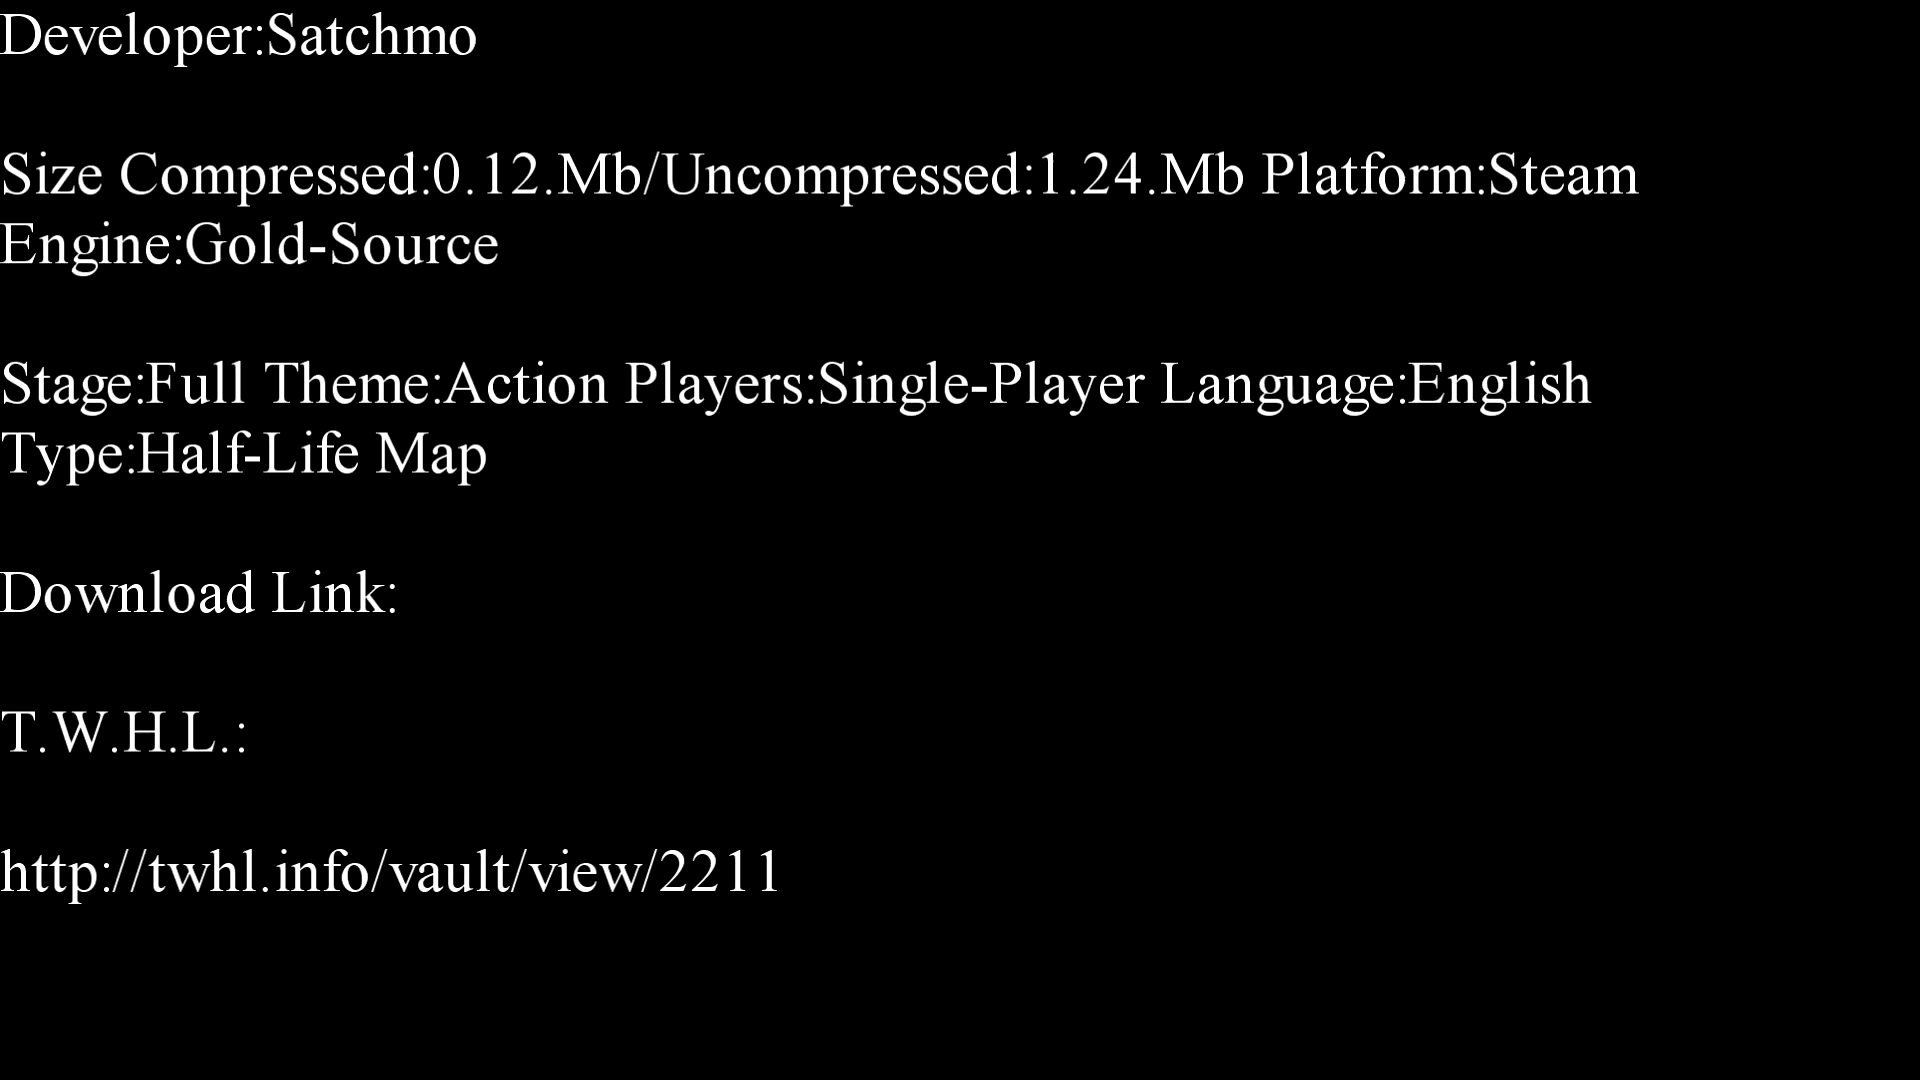 Developer:Satchmo
Size Compressed:0.12.Mb/Uncompressed:1.24.Mb Platform:Steam
Engine:Gold-Source
Stage:Full Theme:Action Players:Single-Player Language:English
Type:Half-Life Map
Download Link:
T.W.H.L.:
http://twhl.info/vault/view/2211